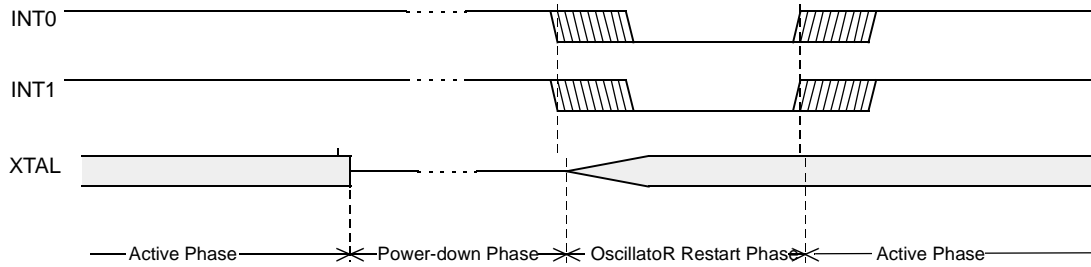 INT0
INT1
XTAL
Active Phase
Power-down Phase
OscillatoR Restart Phase
Active Phase